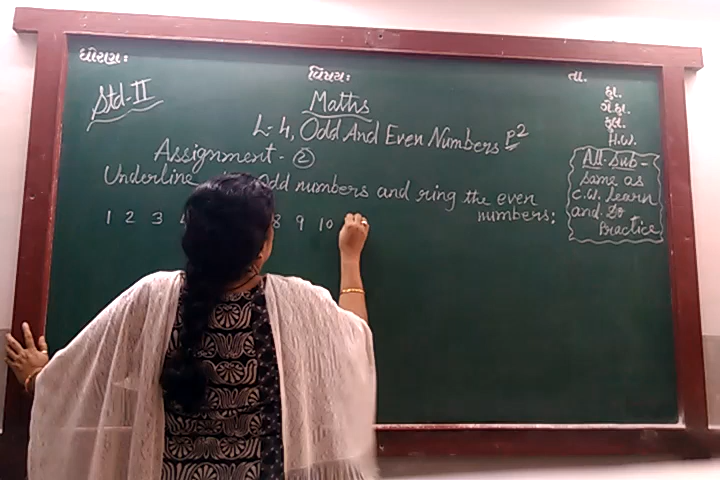 ધોરણઃ
વિષયઃ
તા.
Std-II
Maths
L-4, Odd And Even Numbers P2
Assignment - 2
Underline Odd numbers and ring the even
numbers:
1 2 3 4 8 9 10
કા.
ગે.કા.
કુલ
H.W.
All-Sub-
Same as
C.W. Learn
and Do
Practice